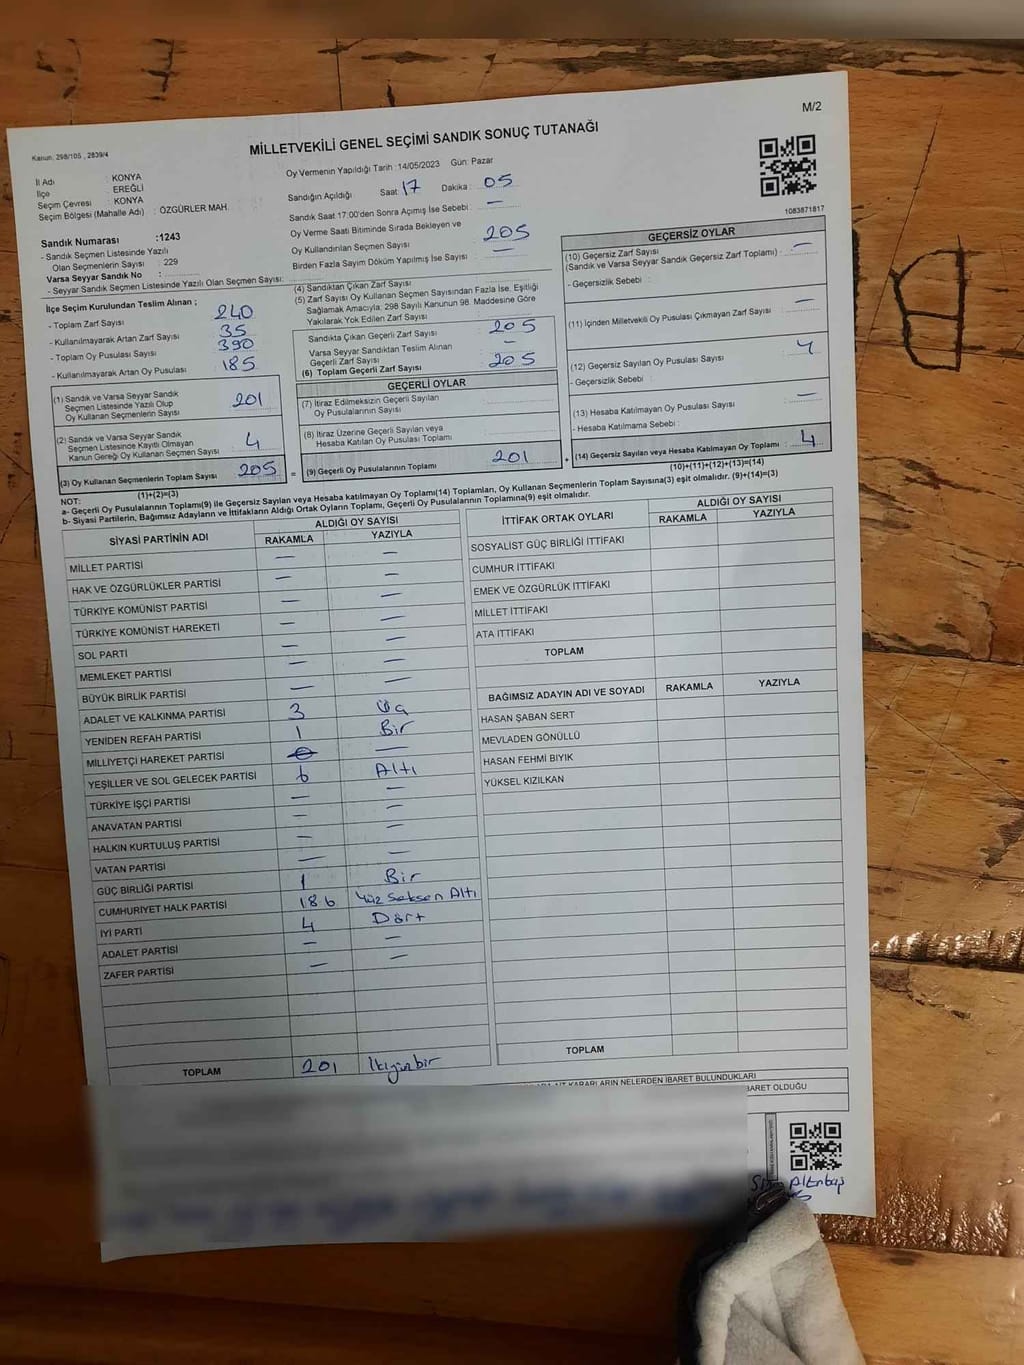 M/2
Kanun. 298/105 , 2839/4
MİLLETVEKİLİ GENEL SEÇİMİ SANDIK SONUÇ TUTANAĞI
İl Adı : KONYA
İlçe : EREĞLİ
Seçim Çevresi : KONYA
Seçim Bölgesi (Mahalle Adı) : ÖZGÜRLER MAH.
Sandık Numarası :1243
- Sandık Seçmen Listesinde Yazılı
Olan Seçmenlerin Sayısı : 229
Varsa Seyyar Sandık No :
- Seyyar Sandık Seçmen Listesinde Yazılı Olan Seçmen Sayısı:
Oy Vermenin Yapıldığı Tarih :14/05/2023 Gün: Pazar
Sandığın Açıldığı Saat: 17 Dakika : 05
Sandık Saat 17:00'den Sonra Açımış İse Sebebi : —
Oy Verme Saati Bitiminde Sırada Bekleyen ve
Oy Kullandırılan Seçmen Sayısı 205
Birden Fazla Sayım Döküm Yapılmış İse Sayısı : —
1083871817
İlçe Seçim Kurulundan Teslim Alınan ;
- Toplam Zarf Sayısı 240
- Kullanılmayarak Artan Zarf Sayısı 35
- Toplam Oy Pusulası Sayısı 390
- Kullanılmayarak Artan Oy Pusulası 185
(1) Sandık ve Varsa Seyyar Sandık
Seçmen Listesinde Yazılı Olup
Oy Kullanan Seçmenlerin Sayısı 201
(2) Sandık ve Varsa Seyyar Sandık
Seçmen Listesinde Kayıtlı Olmayan
Kanun Gereği Oy Kullanan Seçmen Sayısı 4
(3) Oy Kullanan Seçmenlerin Toplam Sayısı 205
(1)+(2)=(3)
(4) Sandıktan Çıkan Zarf Sayısı
(5) Zarf Sayısı Oy Kullanan Seçmen Sayısından Fazla İse, Eşitliği
Sağlamak Amacıyla; 298 Sayılı Kanunun 98. Maddesine Göre
Yakılarak Yok Edilen Zarf Sayısı :
Sandıkta Çıkan Geçerli Zarf Sayısı 205
Varsa Seyyar Sandıktan Teslim Alınan
Geçerli Zarf Sayısı : —
(6) Toplam Geçerli Zarf Sayısı 205
GEÇERLİ OYLAR
(7) İtiraz Edilmeksizin Geçerli Sayılan
Oy Pusulalarının Sayısı :
(8) İtiraz Üzerine Geçerli Sayılan veya
Hesaba Katılan Oy Pusulası Toplamı :
= (9) Geçerli Oy Pusulalarının Toplamı 201
GEÇERSİZ OYLAR
(10) Geçersiz Zarf Sayısı
(Sandık ve Varsa Seyyar Sandık Geçersiz Zarf Toplamı) : —
- Geçersizlik Sebebi :
(11) İçinden Milletvekili Oy Pusulası Çıkmayan Zarf Sayısı —
(12) Geçersiz Sayılan Oy Pusulası Sayısı 4
- Geçersizlik Sebebi :
(13) Hesaba Katılmayan Oy Pusulası Sayısı —
- Hesaba Katılmama Sebebi :
+ (14) Geçersiz Sayılan veya Hesaba Katılmayan Oy Toplamı : 4
(10)+(11)+(12)+(13)=(14)
NOT:
a- Geçerli Oy Pusulalarının Toplamı(9) ile Geçersiz Sayılan veya Hesaba katılmayan Oy Toplamı(14) Toplamları, Oy Kullanan Seçmenlerin Toplam Sayısına(3) eşit olmalıdır. (9)+(14)=(3)
b- Siyasi Partilerin, Bağımsız Adayların ve İttifakların Aldığı Ortak Oyların Toplamı, Geçerli Oy Pusulalarının Toplamına(9) eşit olmalıdır.
SİYASİ PARTİNİN ADI ALDIĞI OY SAYISI
RAKAMLA YAZIYLA
MİLLET PARTİSİ — —
HAK VE ÖZGÜRLÜKLER PARTİSİ — —
TÜRKİYE KOMÜNİST PARTİSİ — —
TÜRKİYE KOMÜNİST HAREKETİ — —
SOL PARTİ — —
MEMLEKET PARTİSİ — —
BÜYÜK BİRLİK PARTİSİ — —
ADALET VE KALKINMA PARTİSİ 3 Üç
YENİDEN REFAH PARTİSİ 1 Bir
MİLLİYETÇİ HAREKET PARTİSİ —
YEŞİLLER VE SOL GELECEK PARTİSİ 6 Altı
TÜRKİYE İŞÇİ PARTİSİ — —
ANAVATAN PARTİSİ — —
HALKIN KURTULUŞ PARTİSİ — —
VATAN PARTİSİ — —
GÜÇ BİRLİĞİ PARTİSİ 1 Bir
CUMHURİYET HALK PARTİSİ 186 Yüz Seksen Altı
İYİ PARTİ 4 Dört
ADALET PARTİSİ — —
ZAFER PARTİSİ — —
TOPLAM 201 İkiyüzbir
İTTİFAK ORTAK OYLARI ALDIĞI OY SAYISI
RAKAMLA YAZIYLA
SOSYALİST GÜÇ BİRLİĞİ İTTİFAKI
CUMHUR İTTİFAKI
EMEK VE ÖZGÜRLÜK İTTİFAKI
MİLLET İTTİFAKI
ATA İTTİFAKI
TOPLAM
BAĞIMSIZ ADAYIN ADI VE SOYADI RAKAMLA YAZIYLA
HASAN ŞABAN SERT
MEVLADEN GÖNÜLLÜ
HASAN FEHMİ BIYIK
YÜKSEL KIZILKAN
TOPLAM
KARARLARIN NELERDEN İBARET BULUNDUKLARI
BARET OLDUĞU